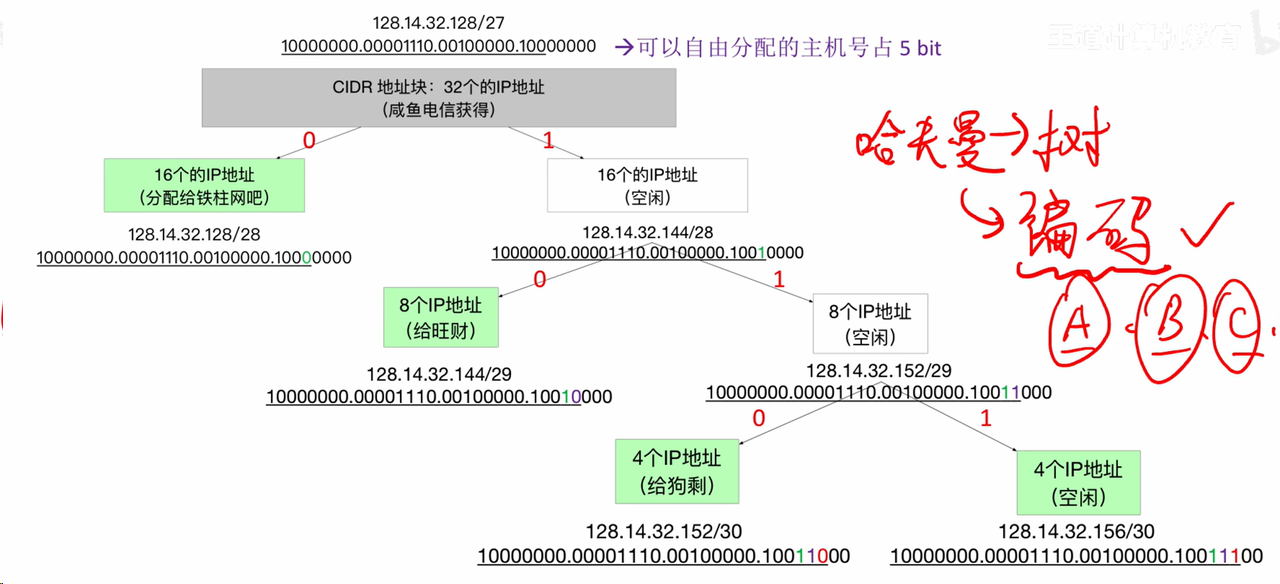 128.14.32.128/27
王道计算机教育
10000000.00001110.00100000.10000000
→可以自由分配的主机号占 5 bit
CIDR 地址块：32个的IP地址
(咸鱼电信获得)
0
1
哈夫曼→树
16个的IP地址
(分配给铁柱网吧)
16个的IP地址
(空闲)
编码 ✓
128.14.32.128/28
10000000.00001110.00100000.10000000
128.14.32.144/28
10000000.00001110.00100000.10010000
0
1
8个IP地址
(给旺财)
8个IP地址
(空闲)
A . B . C .
128.14.32.144/29
10000000.00001110.00100000.10010000
128.14.32.152/29
10000000.00001110.00100000.10011000
0
1
4个IP地址
(给狗剩)
4个IP地址
(空闲)
128.14.32.152/30
10000000.00001110.00100000.10011000
128.14.32.156/30
10000000.00001110.00100000.10011100